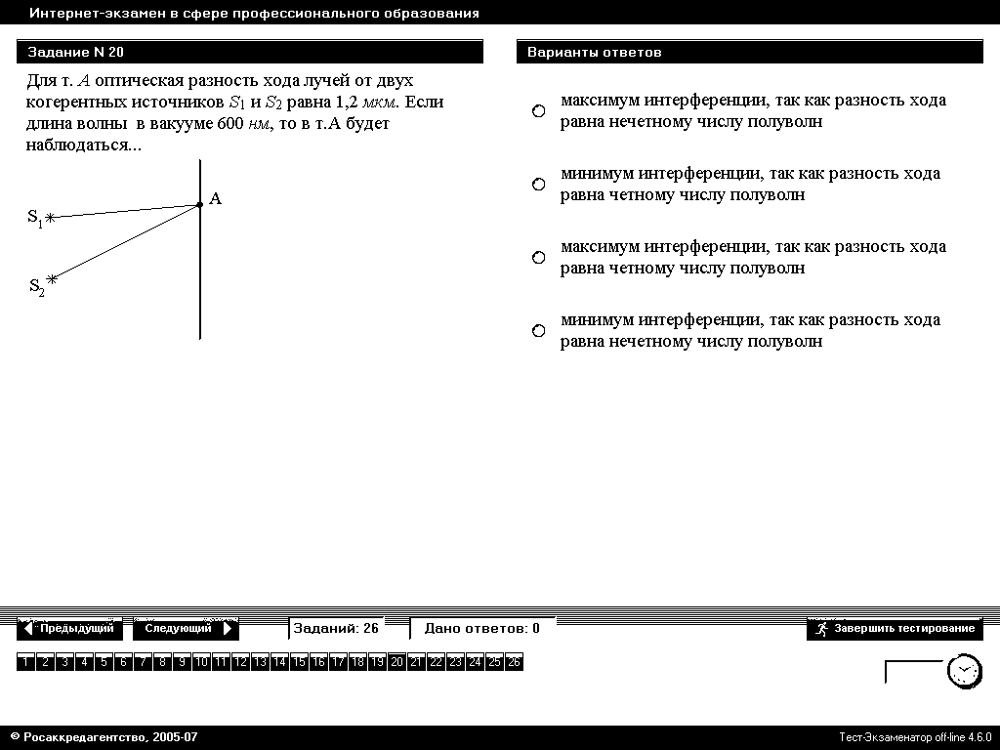 Интернет-экзамен в сфере профессионального образования
Задание N 20
Для т. A оптическая разность хода лучей от двух
когерентных источников S1 и S2 равна 1,2 мкм. Если
длина волны в вакууме 600 нм, то в т.А будет
наблюдаться...
A
S1
S2
Варианты ответов
максимум интерференции, так как разность хода
равна нечетному числу полуволн
минимум интерференции, так как разность хода
равна четному числу полуволн
максимум интерференции, так как разность хода
равна четному числу полуволн
минимум интерференции, так как разность хода
равна нечетному числу полуволн
Предыдущий Следующий Заданий: 26 Дано ответов: 0 Завершить тестирование
1 2 3 4 5 6 7 8 9 10 11 12 13 14 15 16 17 18 19 20 21 22 23 24 25 26
© Росаккредагентство, 2005-07 Тест-Экзаменатор off-line 4.6.0